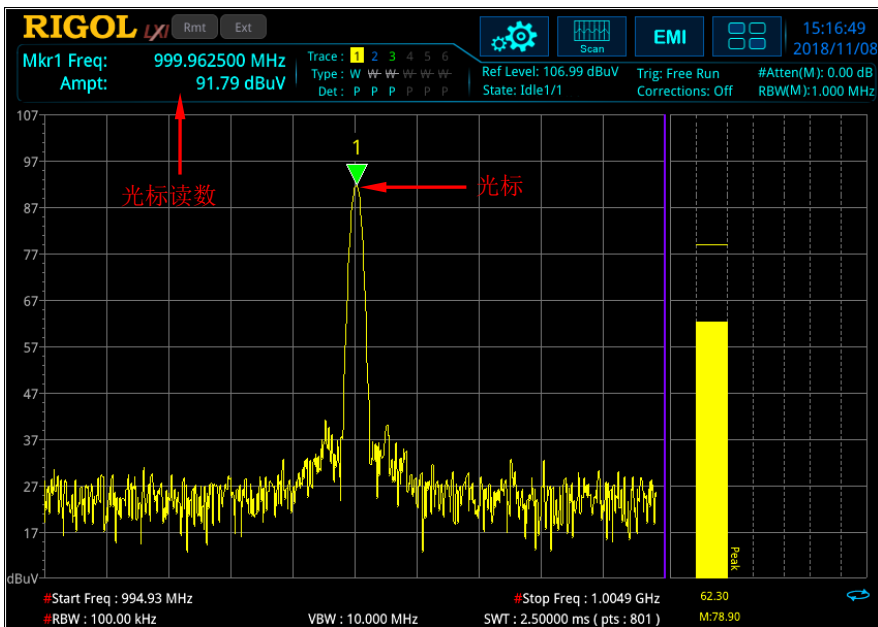 RIGOL LXI Rmt Ext
Scan
EMI
15:16:49
2018/11/08
Mkr1 Freq: 999.962500 MHz
Ampt: 91.79 dBuV
Trace: 1 2 3 4 5 6
Type: W W W W W W
Det: P P P P P P
Ref Level: 106.99 dBuV
State: Idle1/1
Trig: Free Run
Corrections: Off
#Atten(M): 0.00 dB
RBW(M):1.000 MHz
107
97
87
77
67
57
47
37
27
17
dBuV
1
光标读数
光标
Peak
#Start Freq : 994.93 MHz
#Stop Freq : 1.0049 GHz
62.30
#RBW : 100.00 kHz
VBW : 10.000 MHz
SWT : 2.50000 ms ( pts : 801 )
M:78.90